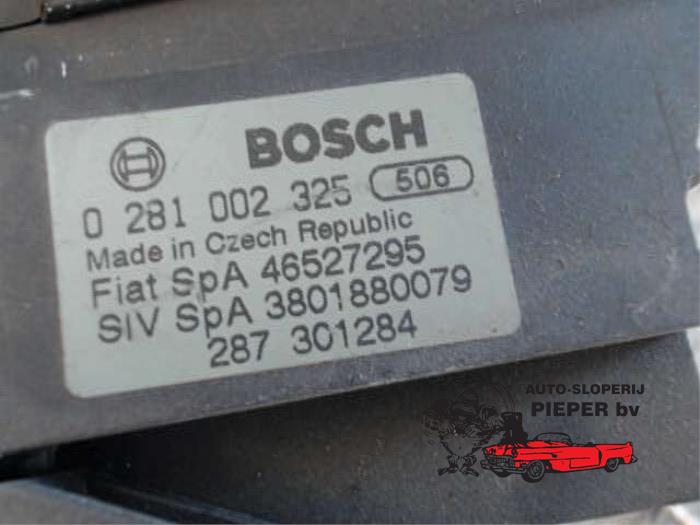 BOSCH
0 281 002 325 506
Made in Czech Republic
Fiat SpA 46527295
SIV SpA 3801880079
287 301284
AUTO-SLOPERIJ
PIEPER bv